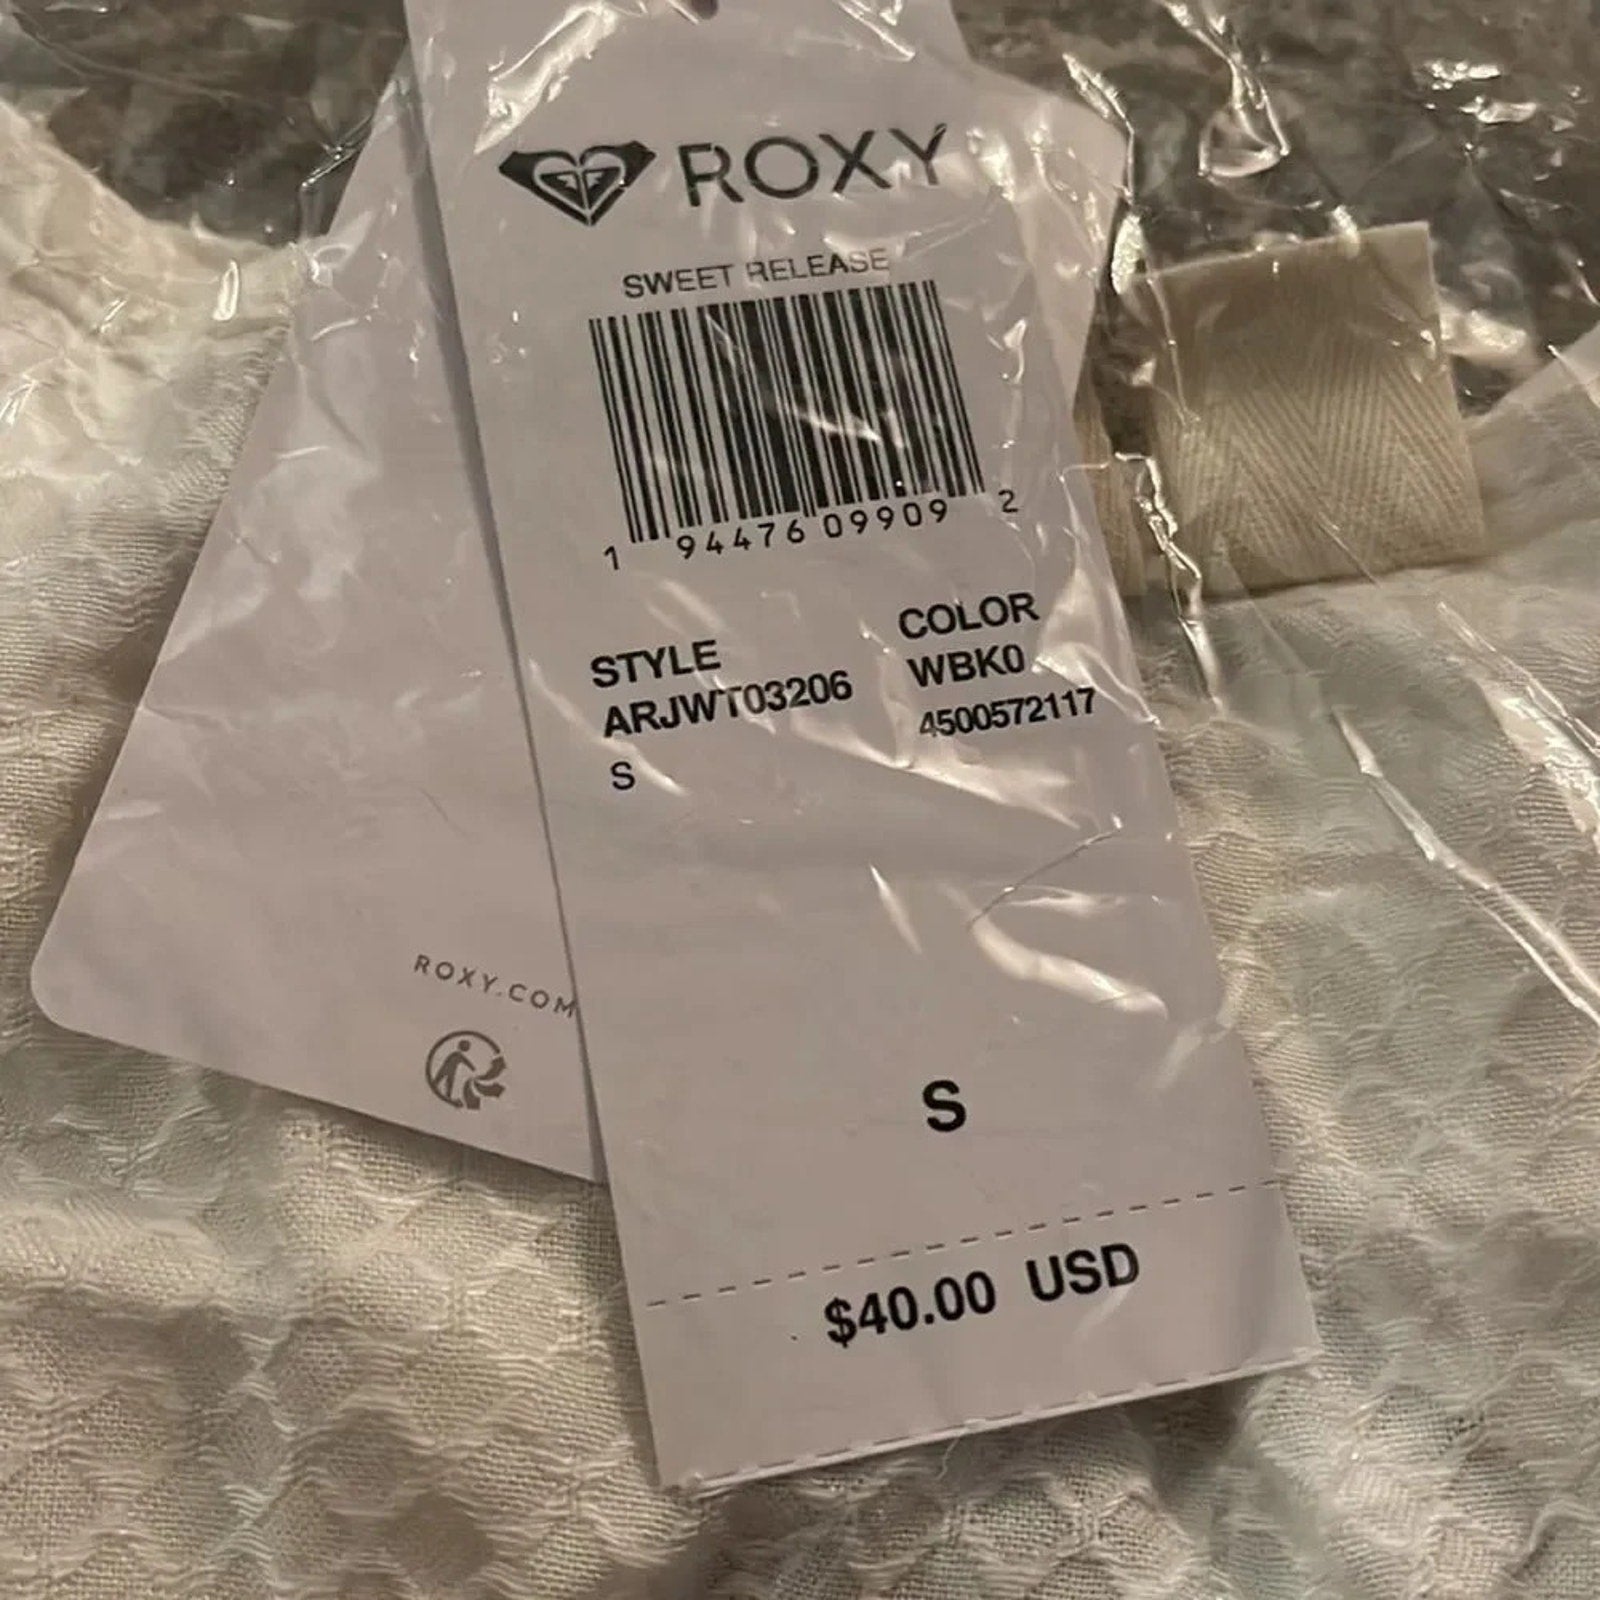 ROXY
SWEET RELEASE
1 94476 09909 2
STYLE
ARJWT03206
S
COLOR
WBK0
4500572117
ROXY.COM
S
$40.00 USD